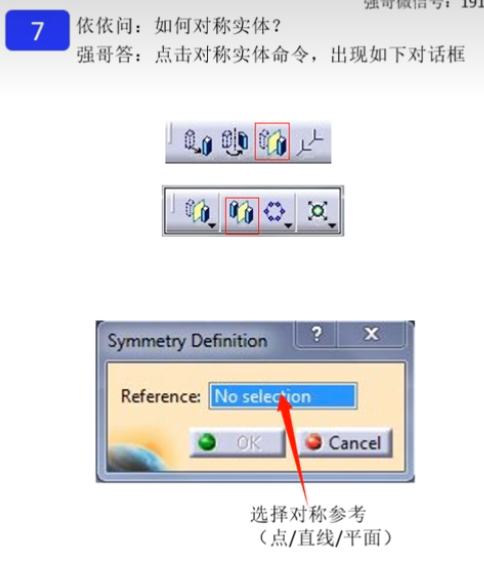 强哥微信号：191
7
依依问：如何对称实体？
强哥答：点击对称实体命令，出现如下对话框
Symmetry Definition
? X
Reference: No selection
OK Cancel
选择对称参考
（点/直线/平面）